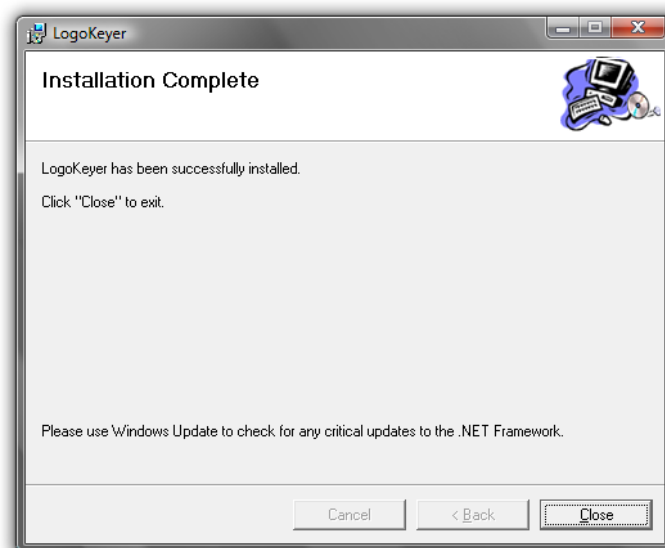 LogoKeyer
Installation Complete
LogoKeyer has been successfully installed.
Click "Close" to exit.
Please use Windows Update to check for any critical updates to the .NET Framework.
Cancel
< Back
Close